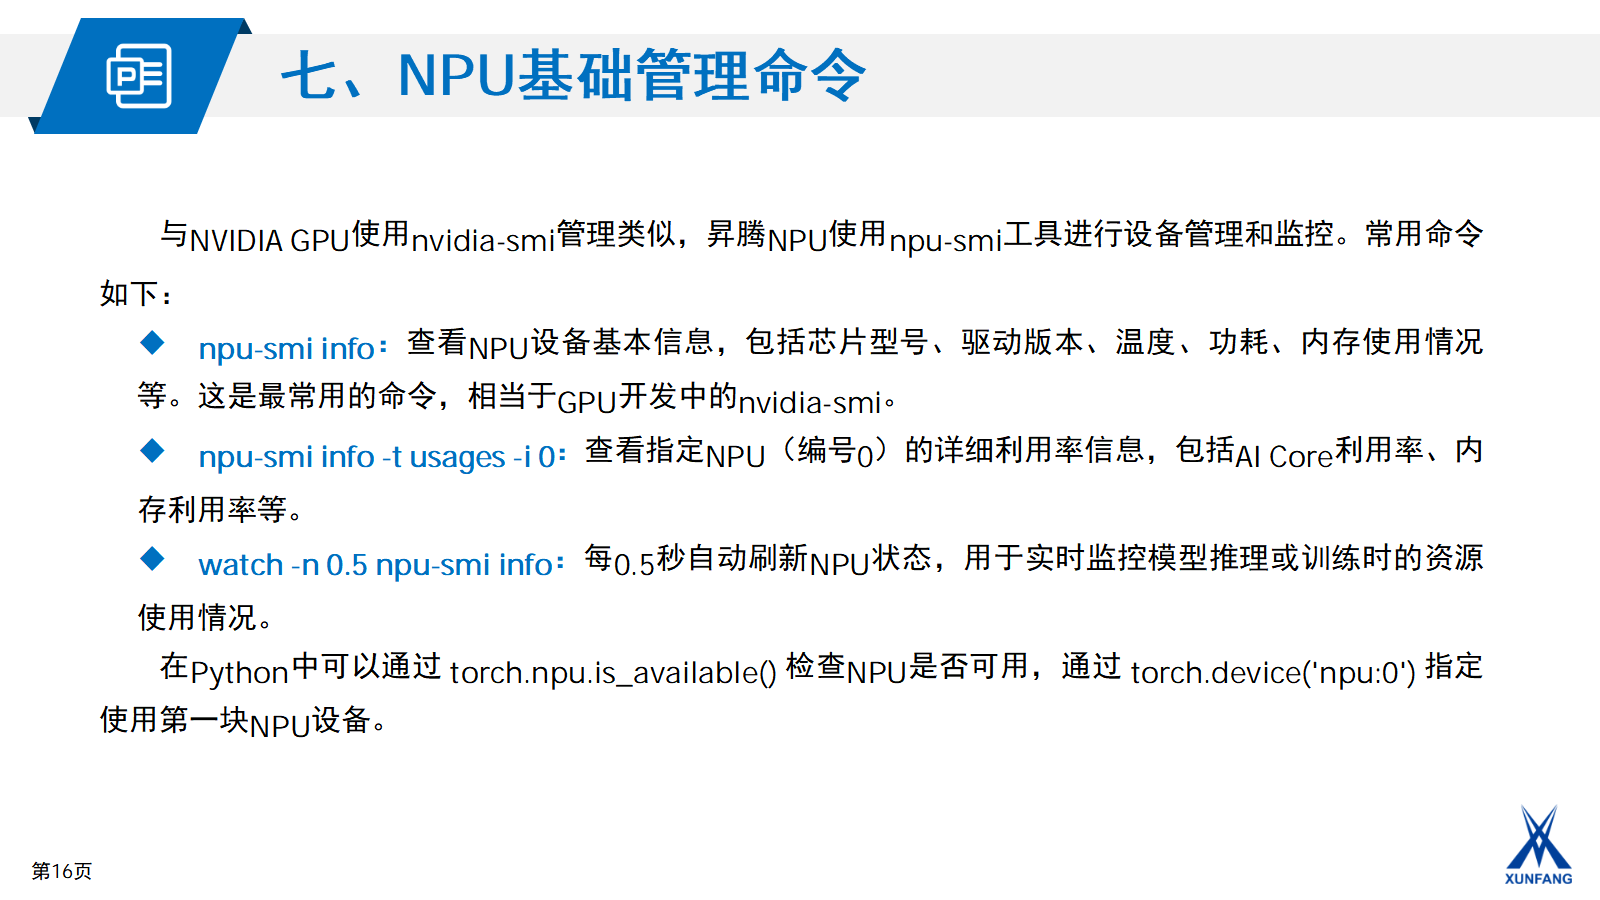 七、NPU基础管理命令
与NVIDIA GPU使用nvidia-smi管理类似，昇腾NPU使用npu-smi工具进行设备管理和监控。常用命令
如下：
npu-smi info：查看NPU设备基本信息，包括芯片型号、驱动版本、温度、功耗、内存使用情况
等。这是最常用的命令，相当于GPU开发中的nvidia-smi。
npu-smi info -t usages -i 0：查看指定NPU（编号0）的详细利用率信息，包括AI Core利用率、内
存利用率等。
watch -n 0.5 npu-smi info：每0.5秒自动刷新NPU状态，用于实时监控模型推理或训练时的资源
使用情况。
在Python中可以通过 torch.npu.is_available() 检查NPU是否可用，通过 torch.device('npu:0') 指定
使用第一块NPU设备。
第16页
XUNFANG